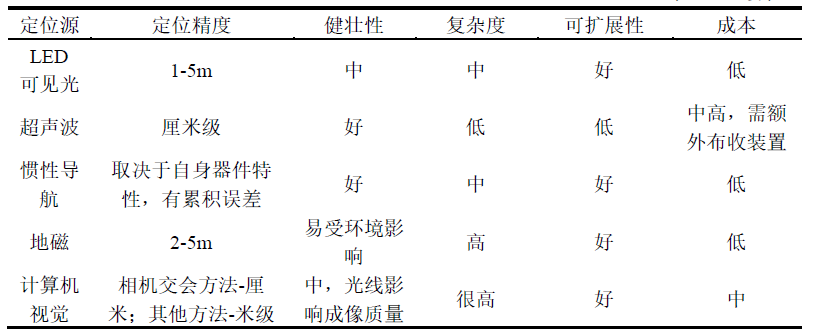 定位源 定位精度 健壮性 复杂度 可扩展性 成本
LED
可见光 1-5m 中 中 好 低
超声波 厘米级 好 低 低 中高，需额
外布收装置
惯性导
航 取决于自身器件特
性，有累积误差 好 中 好 低
地磁 2-5m 易受环境影
响 高 好 低
计算机
视觉 相机交会方法-厘
米；其他方法-米级 中，光线影
响成像质量 很高 好 中